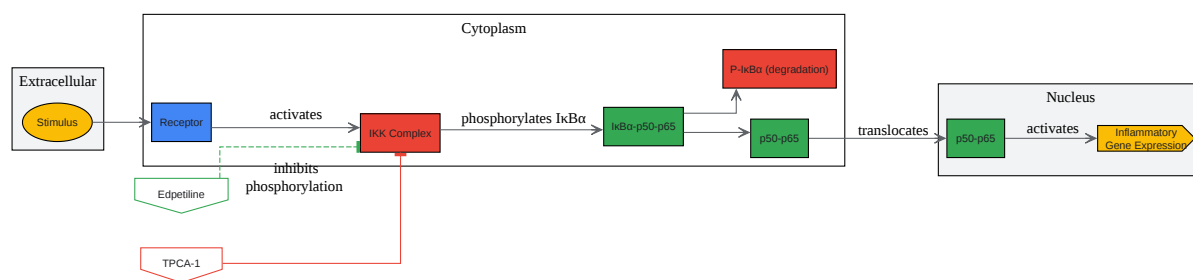 Extracellular
Stimulus
Cytoplasm
Receptor
activates
IKK Complex
phosphorylates IκBα
IκBα-p50-p65
P-IκBα (degradation)
p50-p65
translocates
Nucleus
p50-p65
activates
Inflammatory
Gene Expression
inhibits
phosphorylation
Edpetiline
TPCA-1